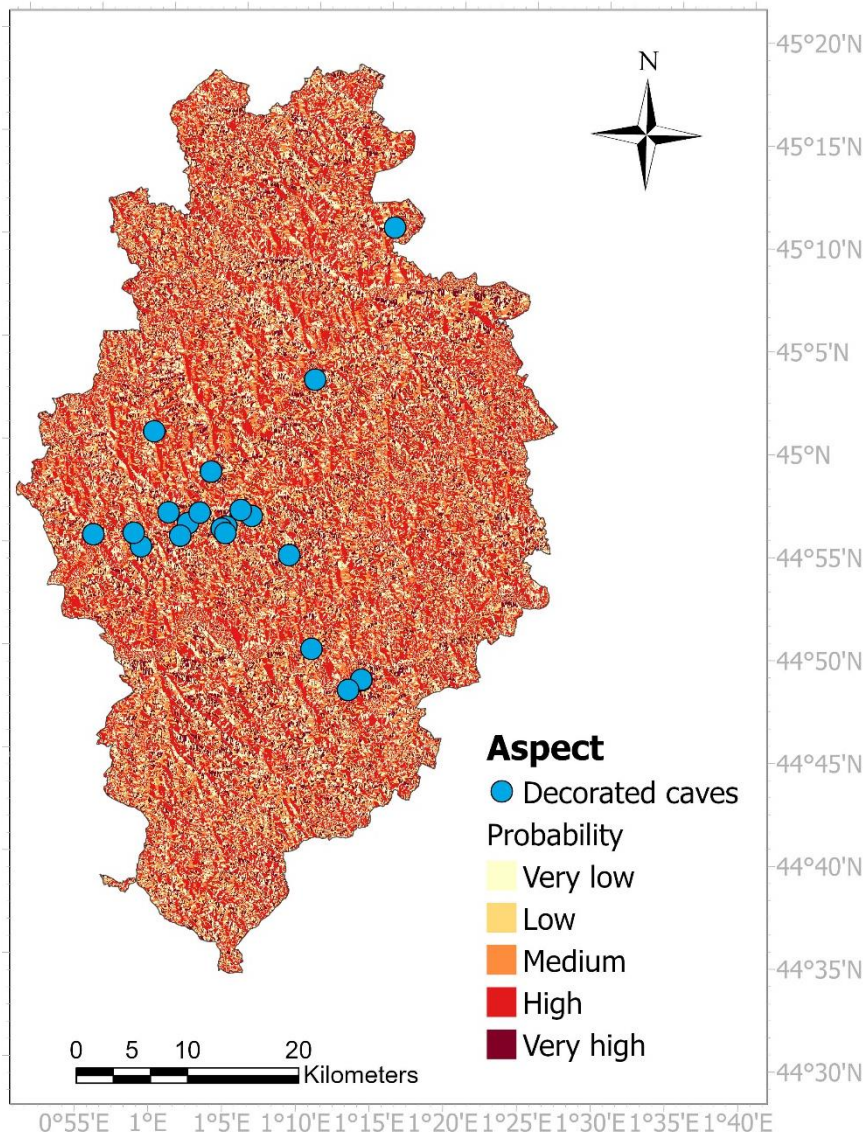 N
45°20'N
45°15'N
45°10'N
45°5'N
45°N
44°55'N
44°50'N
44°45'N
44°40'N
44°35'N
44°30'N
Aspect
Decorated caves
Probability
Very low
Low
Medium
High
Very high
0 5 10 20
Kilometers
0°55'E 1°E 1°5'E 1°10'E 1°15'E 1°20'E 1°25'E 1°30'E 1°35'E 1°40'E